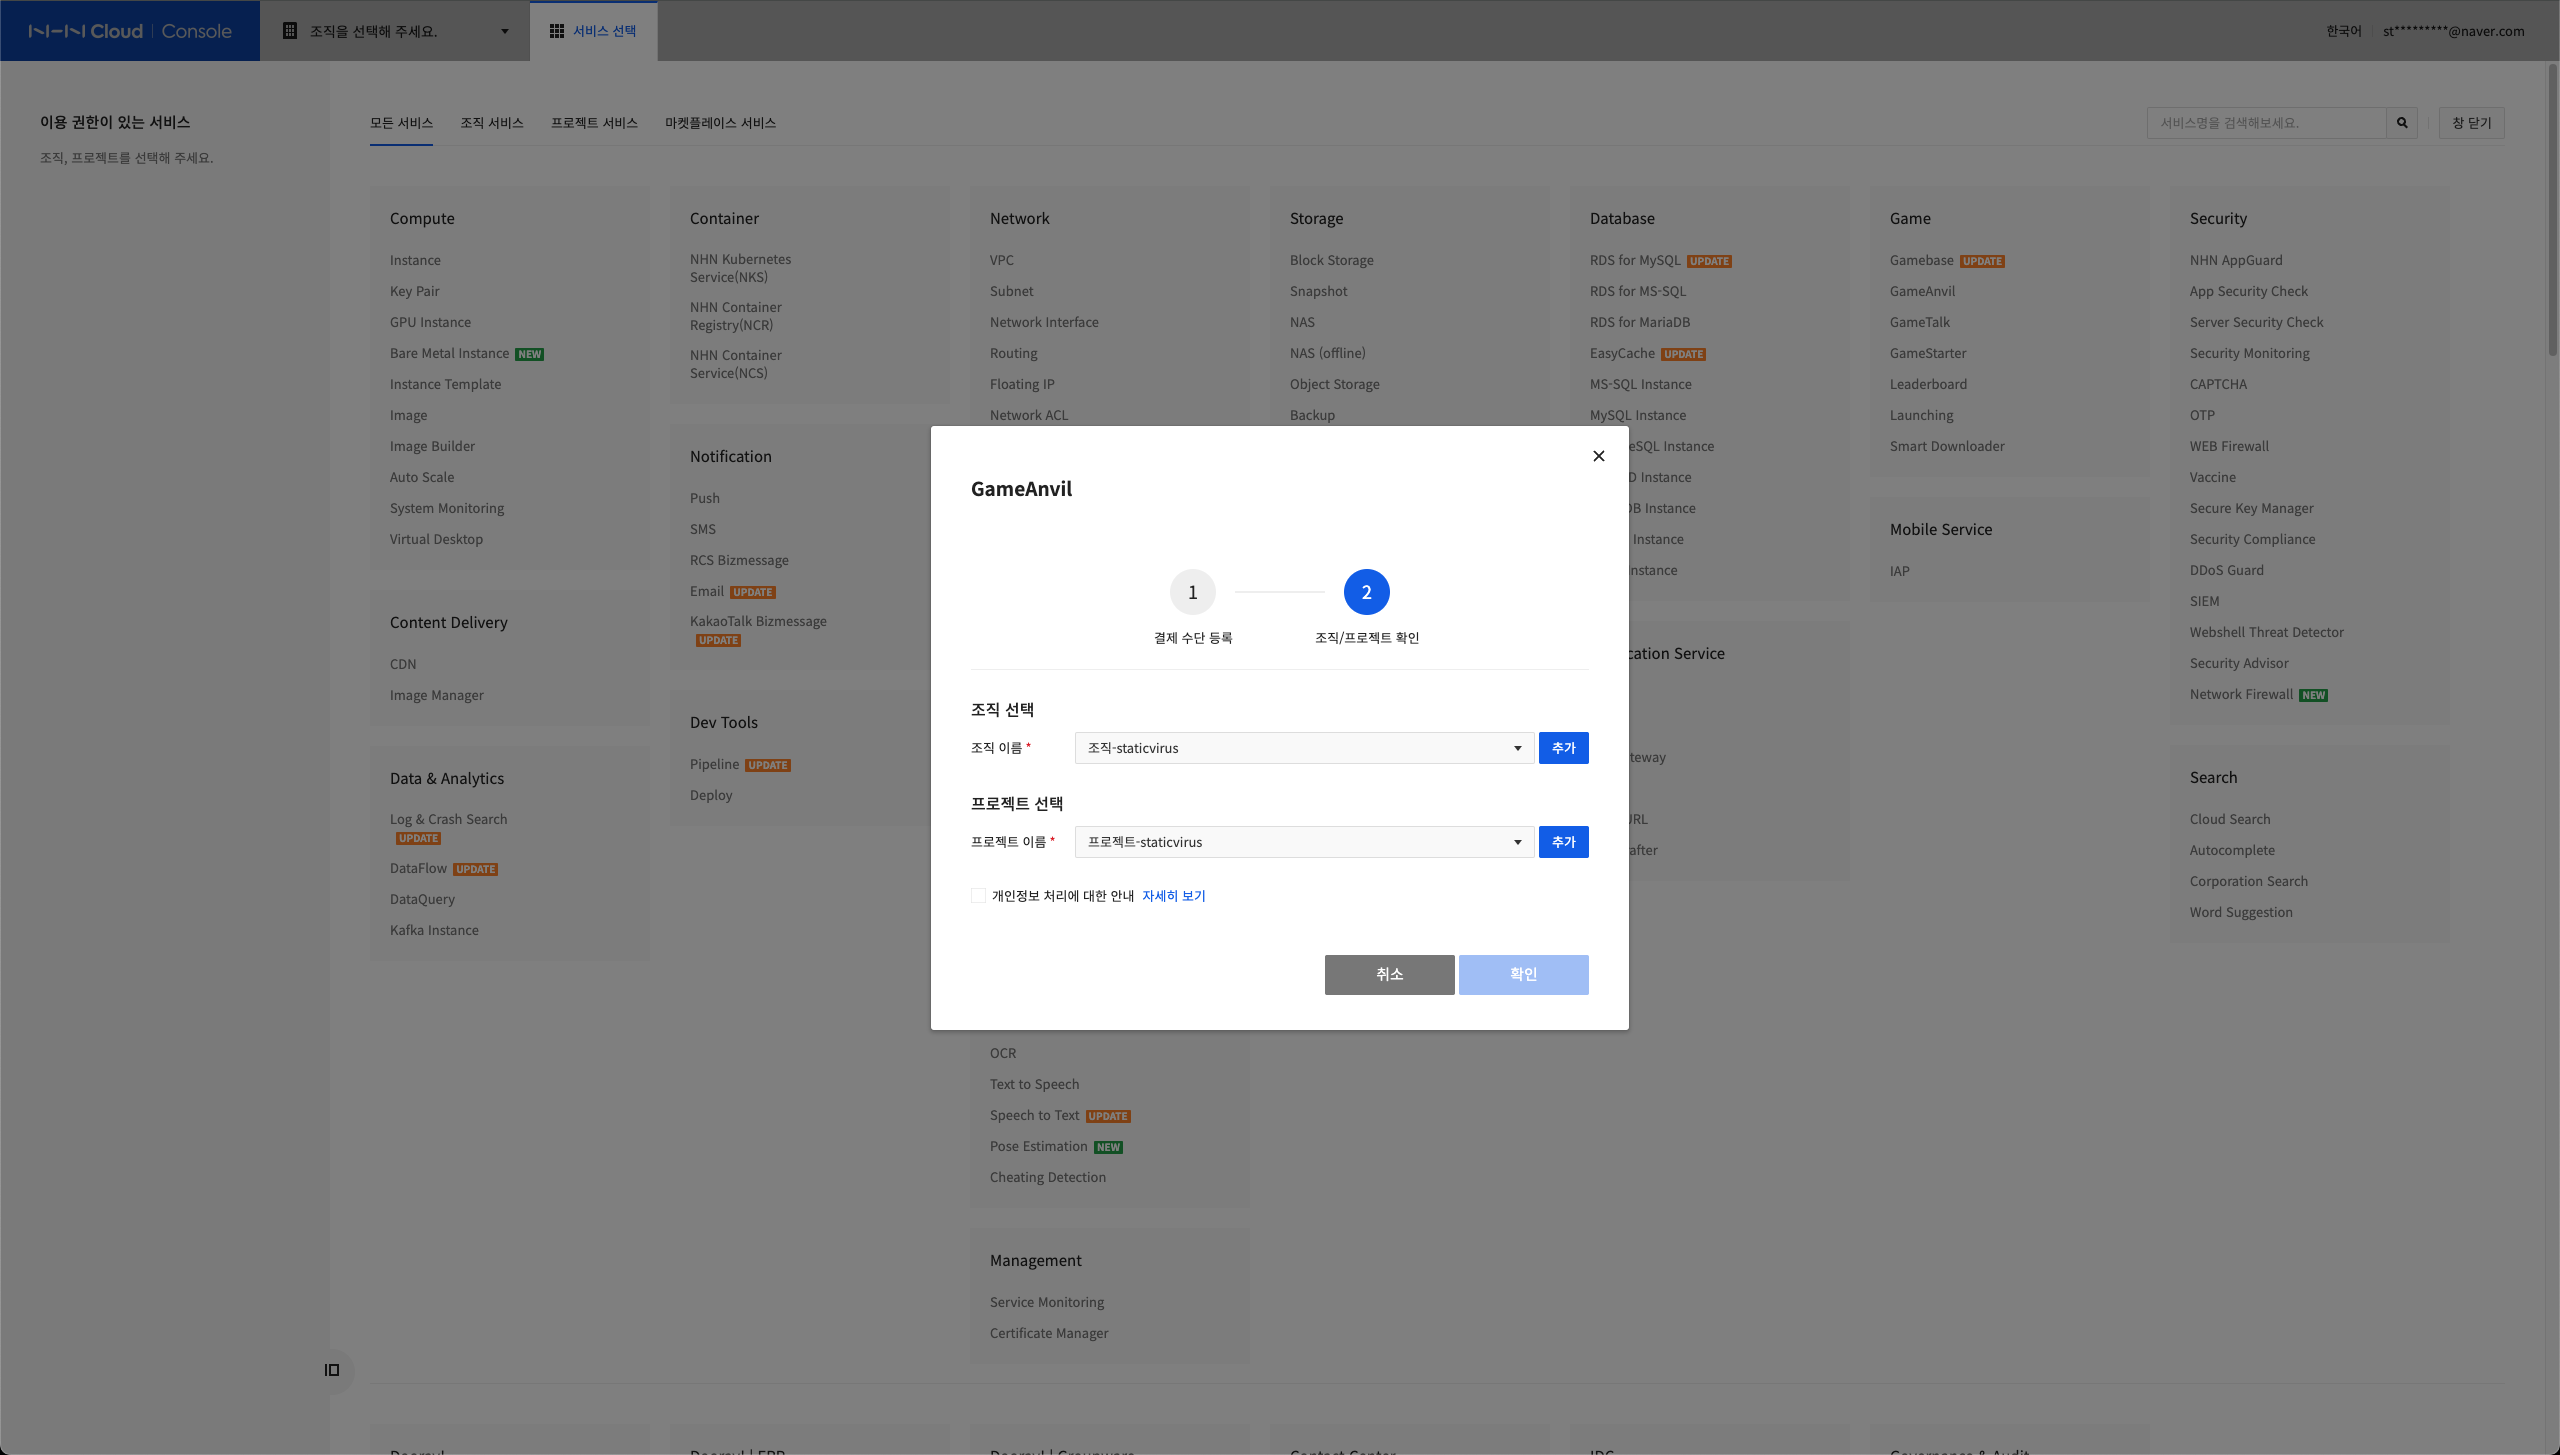 NHN Cloud | Console
조직을 선택해 주세요.
서비스 선택
한국어
st*********@naver.com
이용 권한이 있는 서비스
조직, 프로젝트를 선택해 주세요.
모든 서비스
조직 서비스
프로젝트 서비스
마켓플레이스 서비스
서비스명을 검색해보세요.
창 닫기
Compute
Instance
Key Pair
GPU Instance
Bare Metal Instance NEW
Instance Template
Image
Image Builder
Auto Scale
System Monitoring
Virtual Desktop
Content Delivery
CDN
Image Manager
Data & Analytics
Log & Crash Search
UPDATE
DataFlow UPDATE
DataQuery
Kafka Instance
Container
NHN Kubernetes
Service(NKS)
NHN Container
Registry(NCR)
NHN Container
Service(NCS)
Notification
Push
SMS
RCS Bizmessage
Email UPDATE
KakaoTalk Bizmessage
UPDATE
Dev Tools
Pipeline UPDATE
Deploy
Network
VPC
Subnet
Network Interface
Routing
Floating IP
Network ACL
OCR
Text to Speech
Speech to Text UPDATE
Pose Estimation NEW
Cheating Detection
Management
Service Monitoring
Certificate Manager
Storage
Block Storage
Snapshot
NAS
NAS (offline)
Object Storage
Backup
Database
RDS for MySQL UPDATE
RDS for MS-SQL
RDS for MariaDB
EasyCache UPDATE
MS-SQL Instance
MySQL Instance
eSQL Instance
D Instance
DB Instance
Instance
nstance
cation Service
teway
URL
after
Game
Gamebase UPDATE
GameAnvil
GameTalk
GameStarter
Leaderboard
Launching
Smart Downloader
Mobile Service
IAP
Security
NHN AppGuard
App Security Check
Server Security Check
Security Monitoring
CAPTCHA
OTP
WEB Firewall
Vaccine
Secure Key Manager
Security Compliance
DDoS Guard
SIEM
Webshell Threat Detector
Security Advisor
Network Firewall NEW
Search
Cloud Search
Autocomplete
Corporation Search
Word Suggestion
GameAnvil
1
2
결제 수단 등록
조직/프로젝트 확인
조직 선택
조직 이름 *
조직-staticvirus
추가
프로젝트 선택
프로젝트 이름 *
프로젝트-staticvirus
추가
개인정보 처리에 대한 안내 자세히 보기
취소
확인